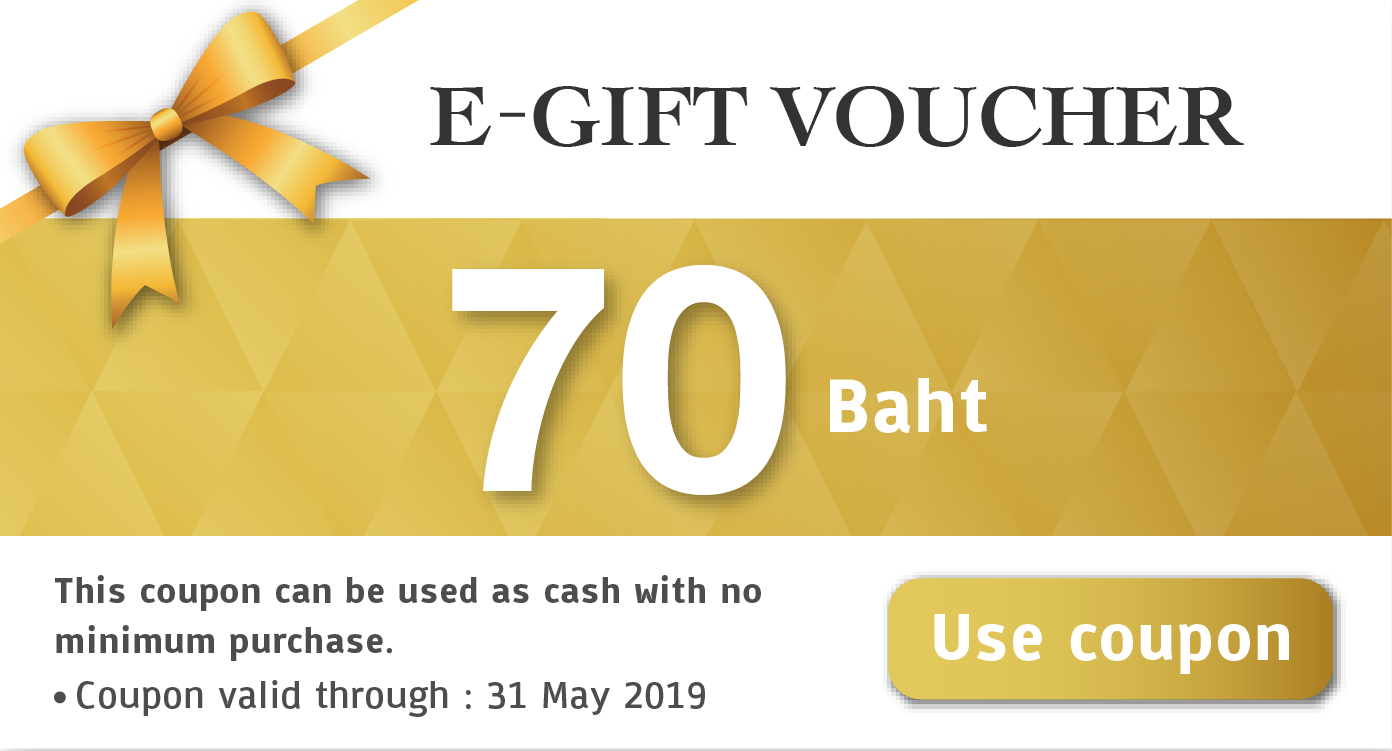 E-GIFT VOUCHER
70 Baht
This coupon can be used as cash with no
minimum purchase.
• Coupon valid through : 31 May 2019
Use coupon